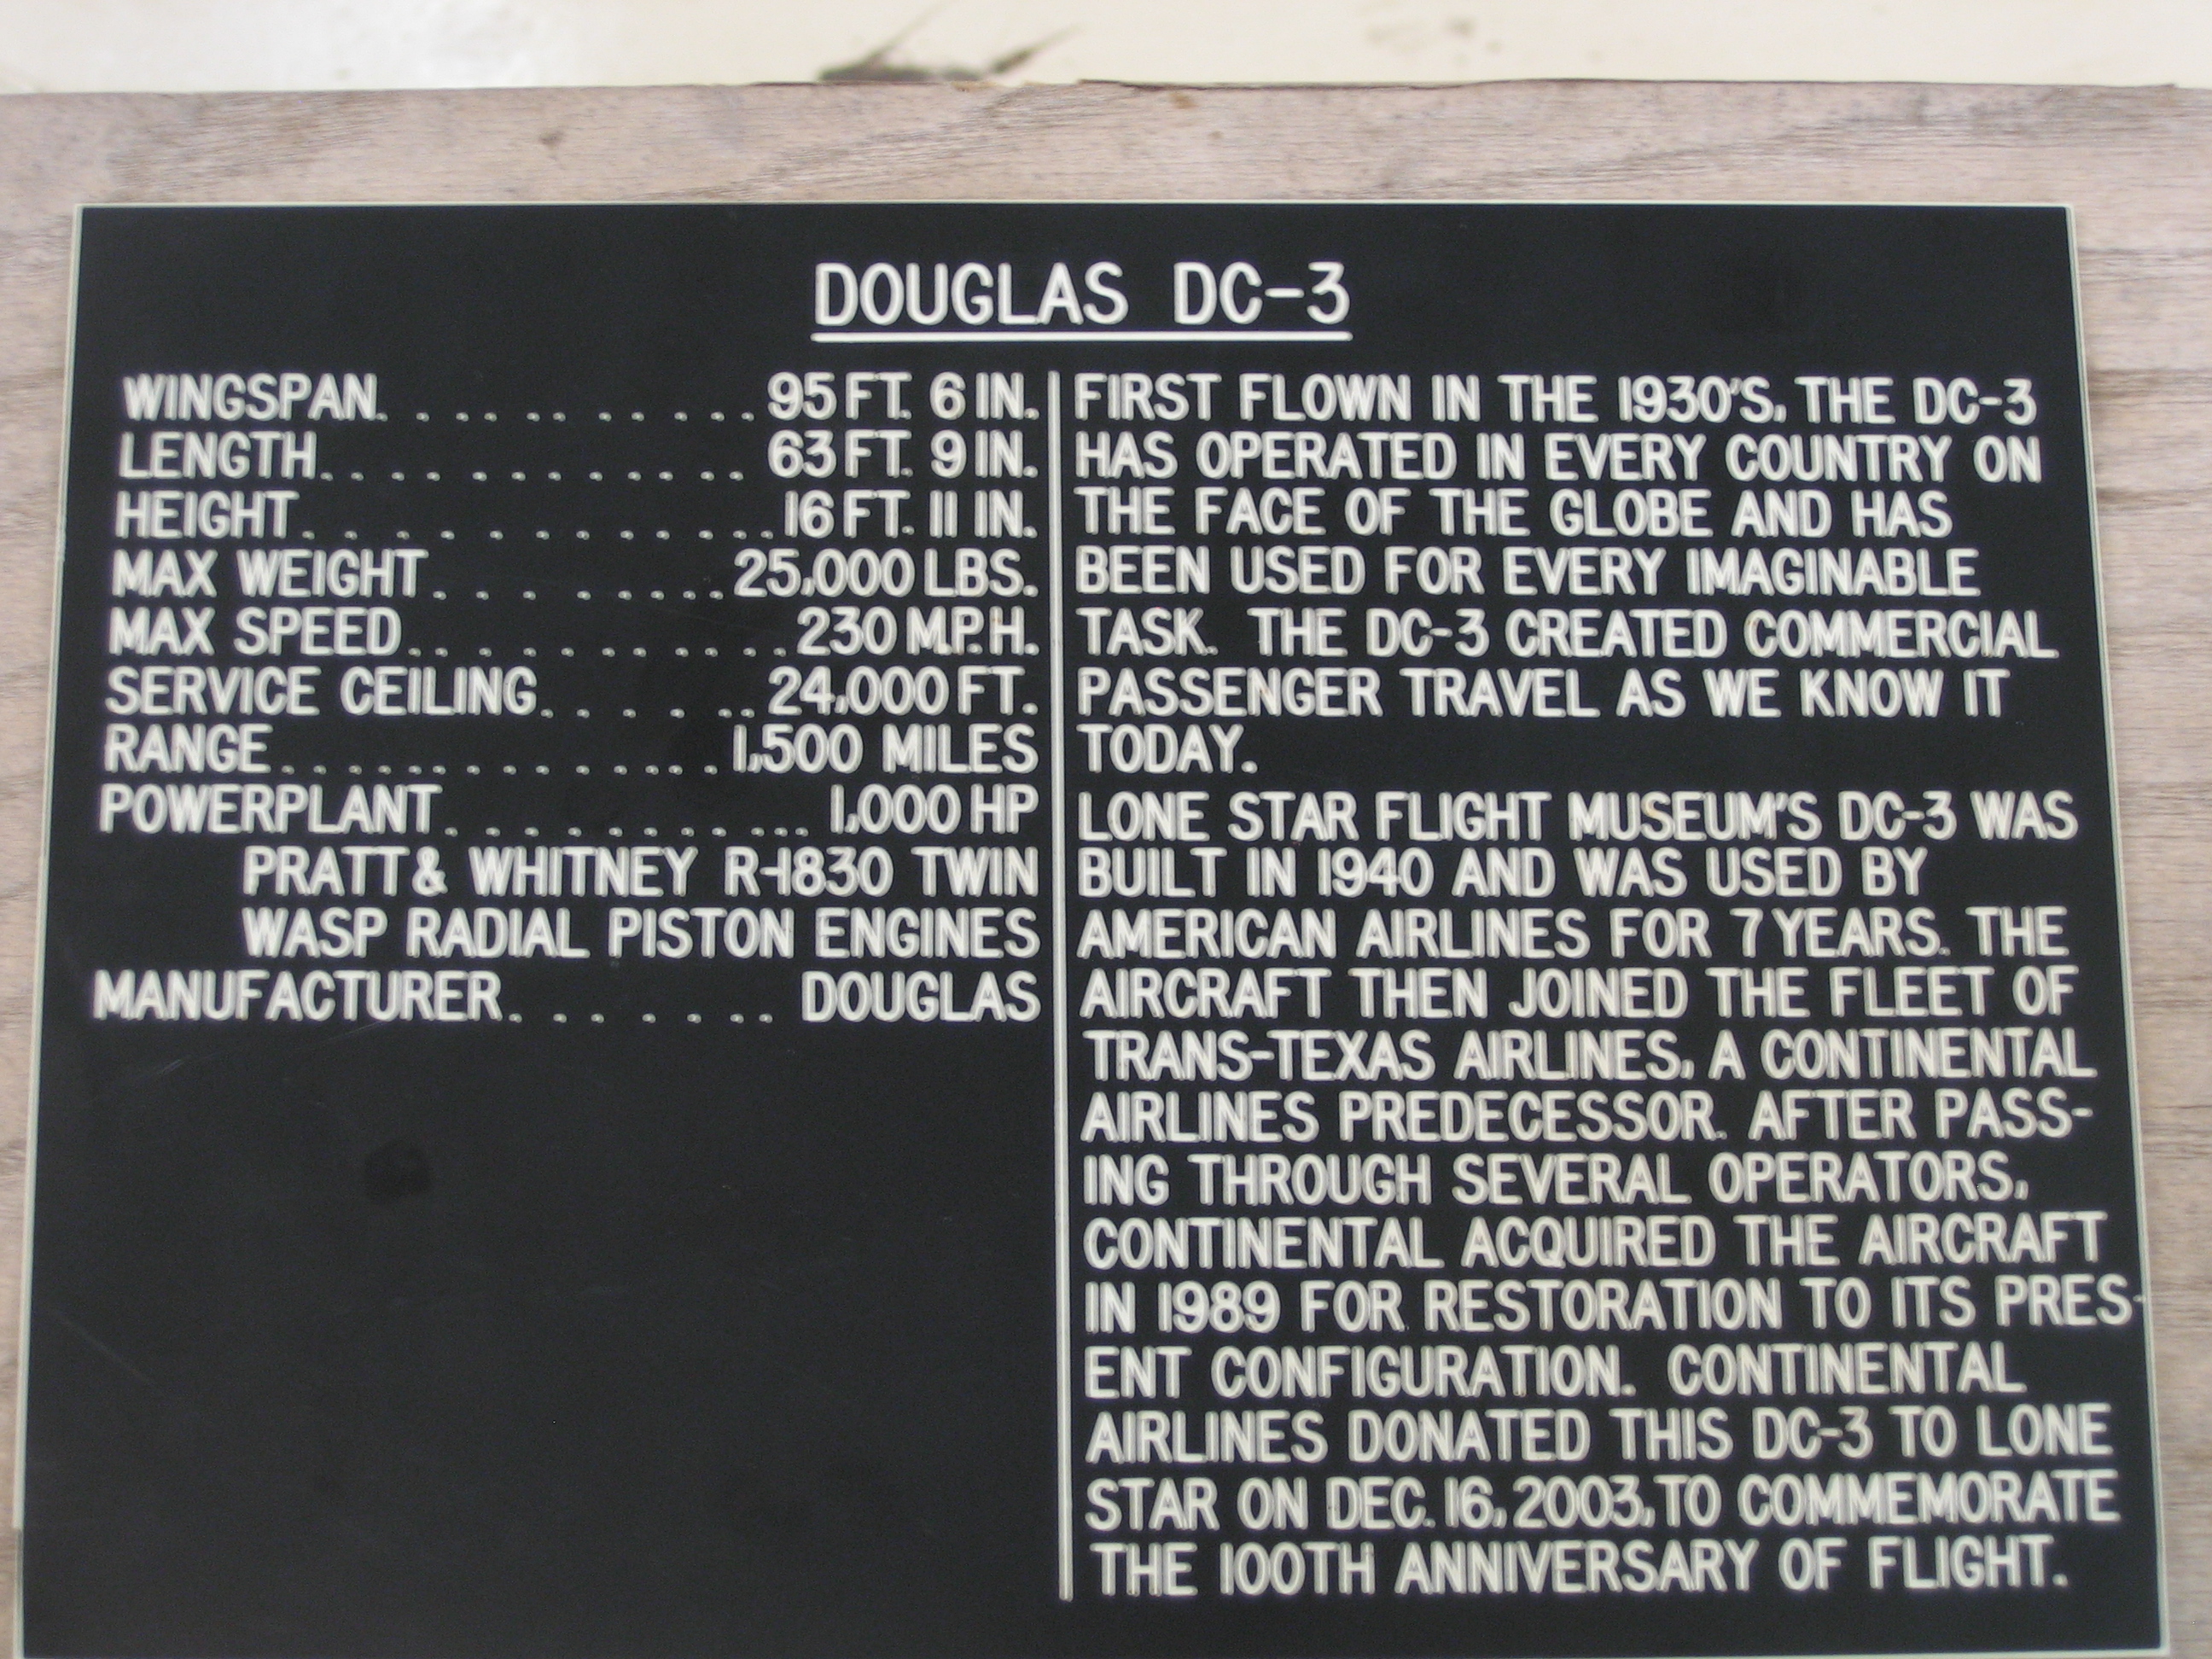 DOUGLAS DC-3
WINGSPAN. . . . . . . . . . 95 FT. 6 IN.
LENGTH. . . . . . . . . . . . 63 FT. 9 IN.
HEIGHT. . . . . . . . . . . . 16 FT. 11 IN.
MAX WEIGHT. . . . . . . . . 25,000 LBS.
MAX SPEED. . . . . . . . . . . 230 M.P.H.
SERVICE CEILING. . . . . . . 24,000 FT.
RANGE. . . . . . . . . . . . . 1,500 MILES
POWERPLANT. . . . . . . . . . . 1,000 HP
PRATT & WHITNEY R-1830 TWIN
WASP RADIAL PISTON ENGINES
MANUFACTURER. . . . . . . DOUGLAS
FIRST FLOWN IN THE 1930'S, THE DC-3
HAS OPERATED IN EVERY COUNTRY ON
THE FACE OF THE GLOBE AND HAS
BEEN USED FOR EVERY IMAGINABLE
TASK. THE DC-3 CREATED COMMERCIAL
PASSENGER TRAVEL AS WE KNOW IT
TODAY.
LONE STAR FLIGHT MUSEUM'S DC-3 WAS
BUILT IN 1940 AND WAS USED BY
AMERICAN AIRLINES FOR 7 YEARS. THE
AIRCRAFT THEN JOINED THE FLEET OF
TRANS-TEXAS AIRLINES, A CONTINENTAL
AIRLINES PREDECESSOR. AFTER PASS-
ING THROUGH SEVERAL OPERATORS,
CONTINENTAL ACQUIRED THE AIRCRAFT
IN 1989 FOR RESTORATION TO ITS PRES-
ENT CONFIGURATION. CONTINENTAL
AIRLINES DONATED THIS DC-3 TO LONE
STAR ON DEC. 16, 2003, TO COMMEMORATE
THE 100TH ANNIVERSARY OF FLIGHT.